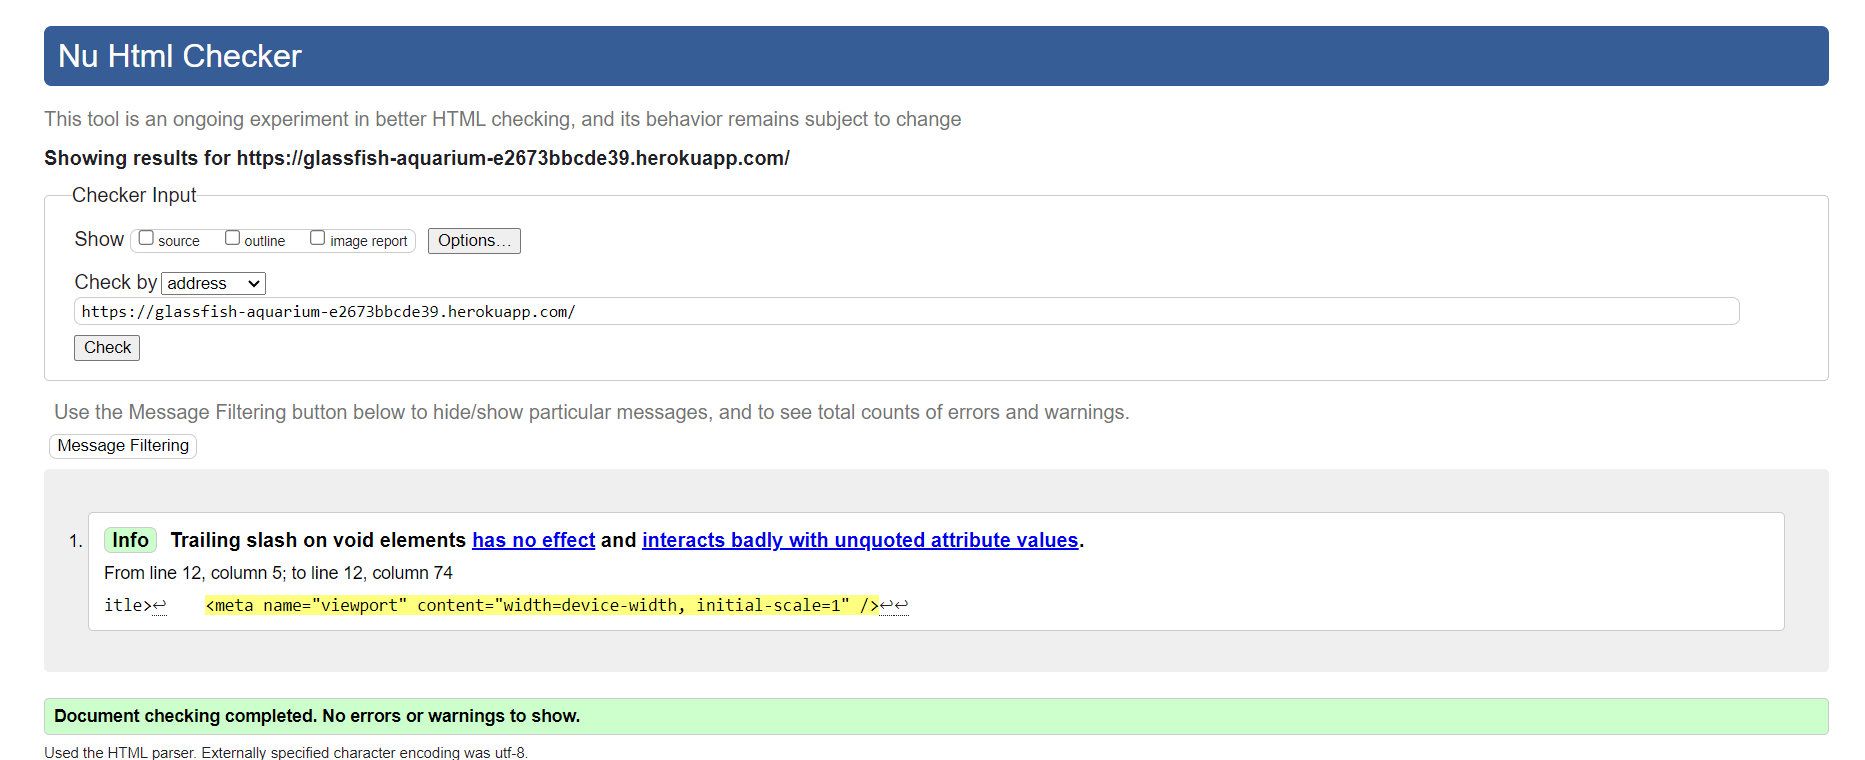 Nu Html Checker
This tool is an ongoing experiment in better HTML checking, and its behavior remains subject to change
Showing results for https://glassfish-aquarium-e2673bbcde39.herokuapp.com/
Checker Input
Show source outline image report Options…
Check by address
https://glassfish-aquarium-e2673bbcde39.herokuapp.com/
Check
Use the Message Filtering button below to hide/show particular messages, and to see total counts of errors and warnings.
Message Filtering
1. Info Trailing slash on void elements has no effect and interacts badly with unquoted attribute values.
From line 12, column 5; to line 12, column 74
itle>↩ <meta name="viewport" content="width=device-width, initial-scale=1" />↩↩
Document checking completed. No errors or warnings to show.
Used the HTML parser. Externally specified character encoding was utf-8.